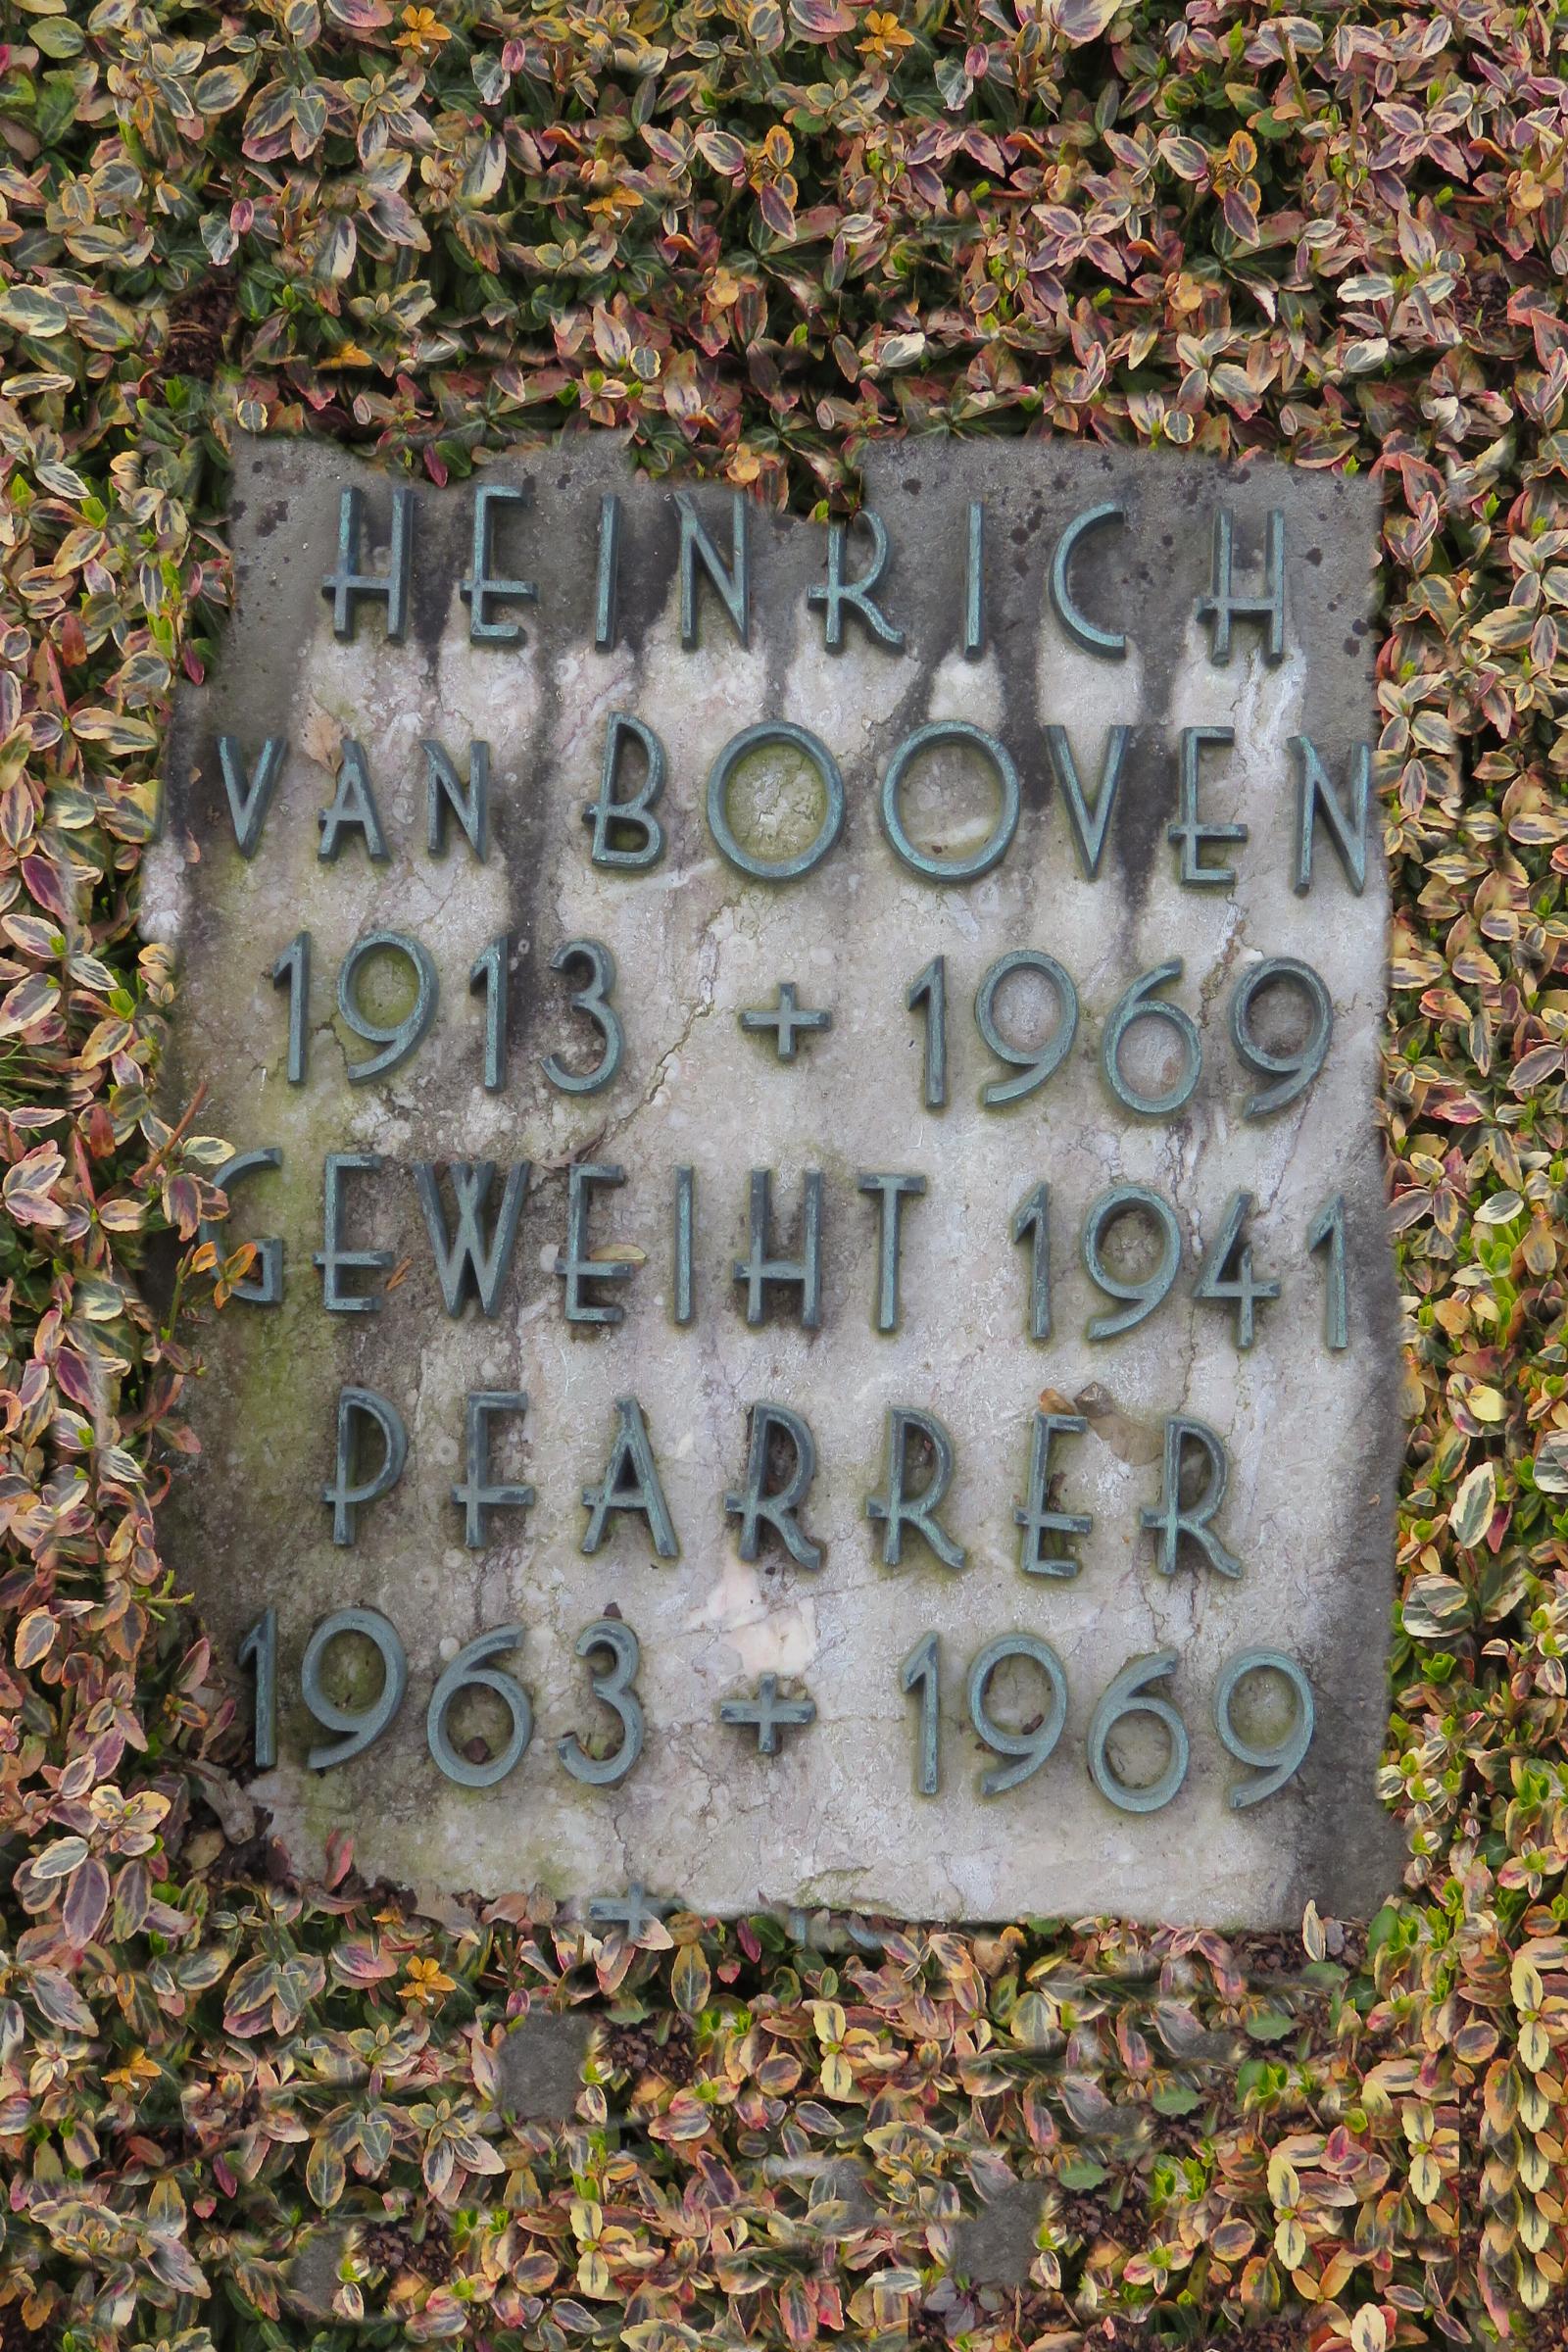 HEINRICH
VAN BOOVEN
1913 + 1969
GEWEIHT 1941
PFARRER
1963 + 1969